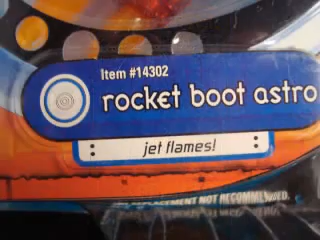 Item #14302
rocket boot astro
jet flames!
REPLACEMENT NOT RECOMMENDED.